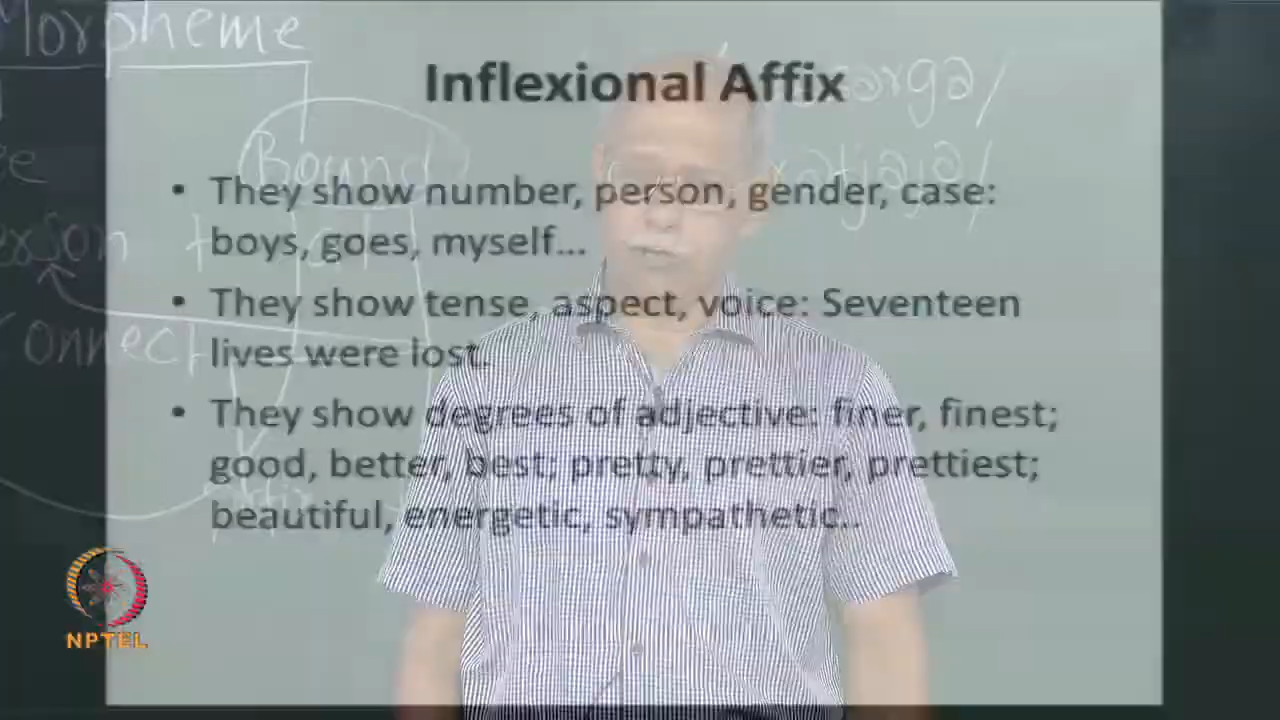 Morpheme
Inflexional Affix
Bound
• They show number, person, gender, case:
boys, goes, myself...
• They show tense, aspect, voice: Seventeen
lives were lost.
• They show degrees of adjective: finer, finest;
good, better, best; pretty, prettier, prettiest;
beautiful, energetic, sympathetic..
NPTEL